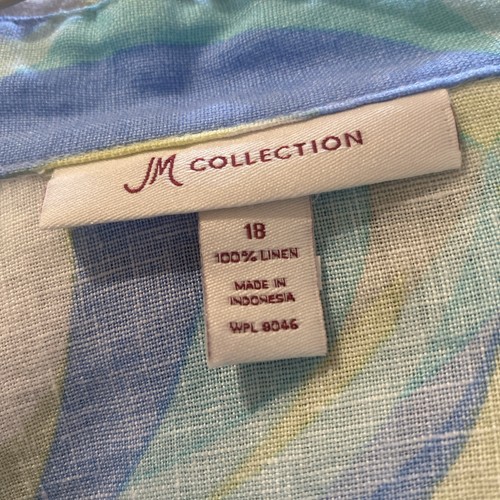 JM COLLECTION
18
100% LINEN
MADE IN
INDONESIA
WPL 8046